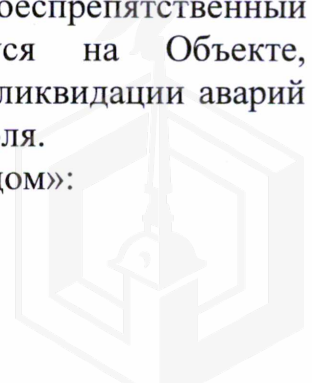 беспрепятственный
ся на Объекте,
ликвидации аварий
ля.
дом»: